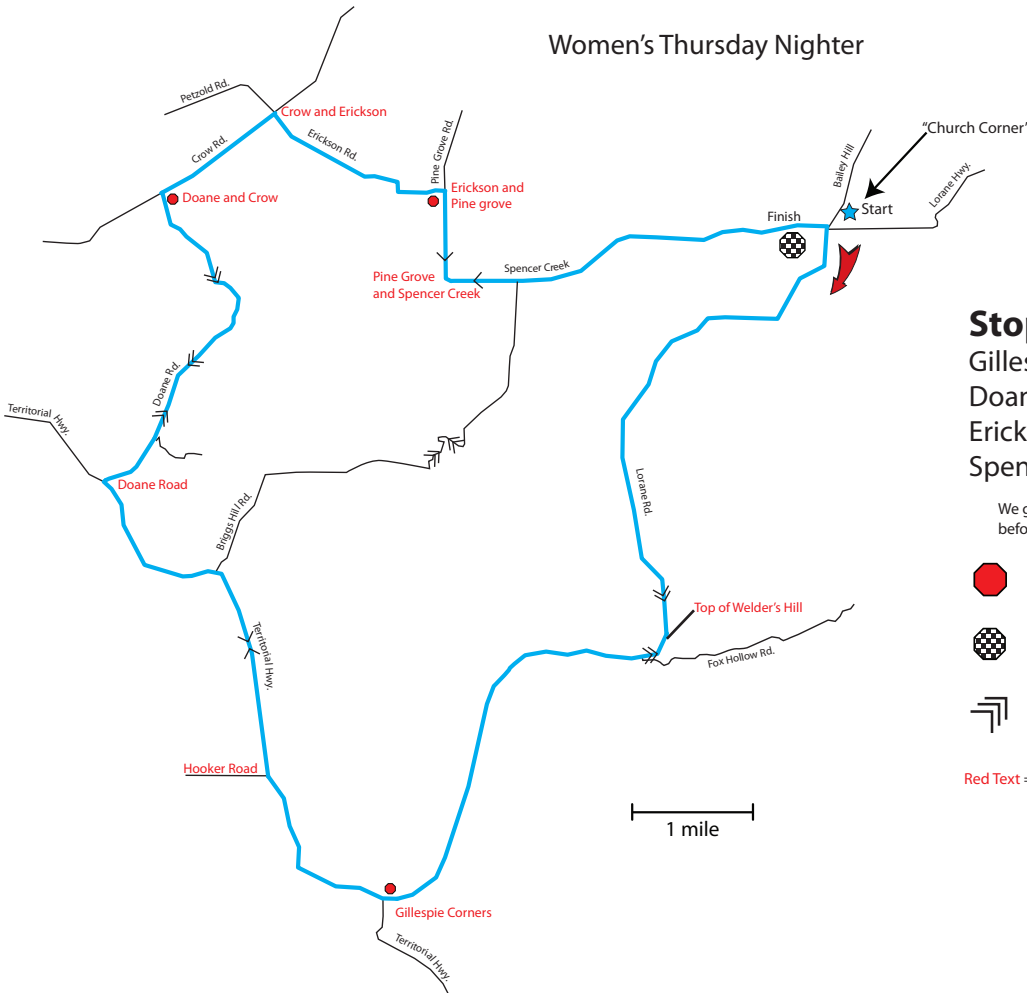 Women's Thursday Nighter
Petzold Rd.
Crow and Erickson
Crow Rd.
Erickson Rd.
Pine Grove Rd.
"Church Corner"
Bailey Hill
Lorane Hwy.
Doane and Crow
Erickson and
Pine grove
Finish
Start
Pine Grove
and Spencer Creek
Spencer Creek
Stop
Gilles
Doan
Erick
Spen
Doane Rd.
Territorial Hwy.
Doane Road
Briggs Hill Rd.
Lorane Rd.
We g
befo
Top of Welder's Hill
Fox Hollow Rd.
Territorial Hwy.
Hooker Road
Red Text =
1 mile
Gillespie Corners
Territorial Hwy.